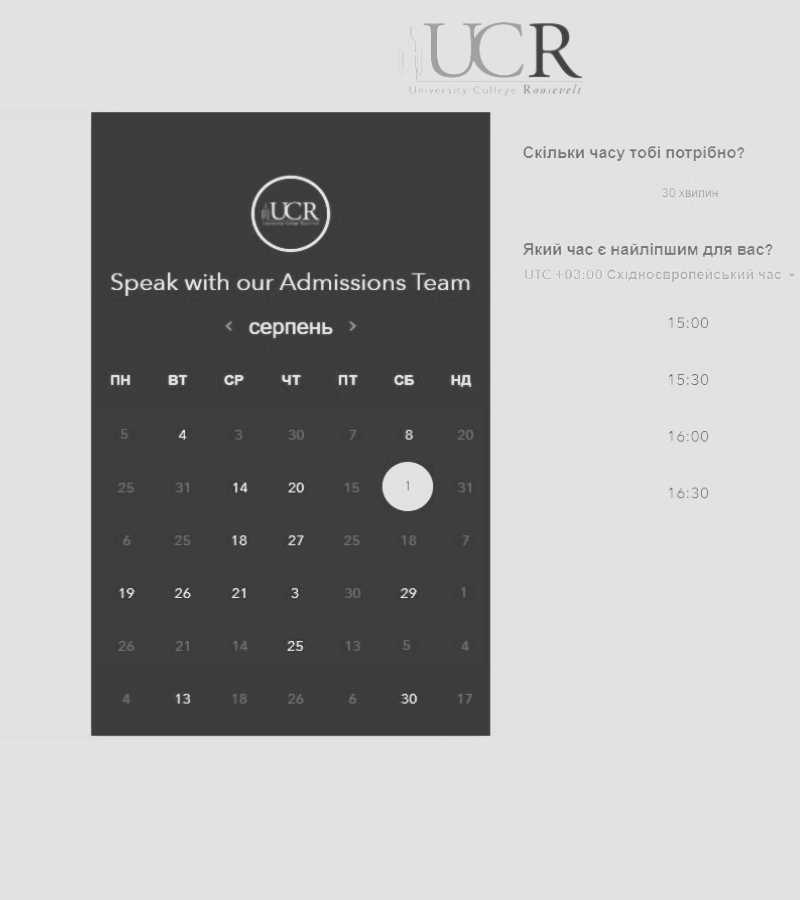 UCR
University College Roosevelt
UCR
University College Roosevelt
Speak with our Admissions Team
‹ серпень ›
ПН ВТ СР ЧТ ПТ СБ НД
5 4 3 30 7 8 20
25 31 14 20 15 1 31
6 25 18 27 25 18 7
19 26 21 3 30 29 1
26 21 14 25 13 5 4
4 13 18 26 6 30 17
Скільки часу тобі потрібно?
30 хвилин
Який час є найліпшим для вас?
UTC +03:00 Східноєвропейський час
15:00
15:30
16:00
16:30